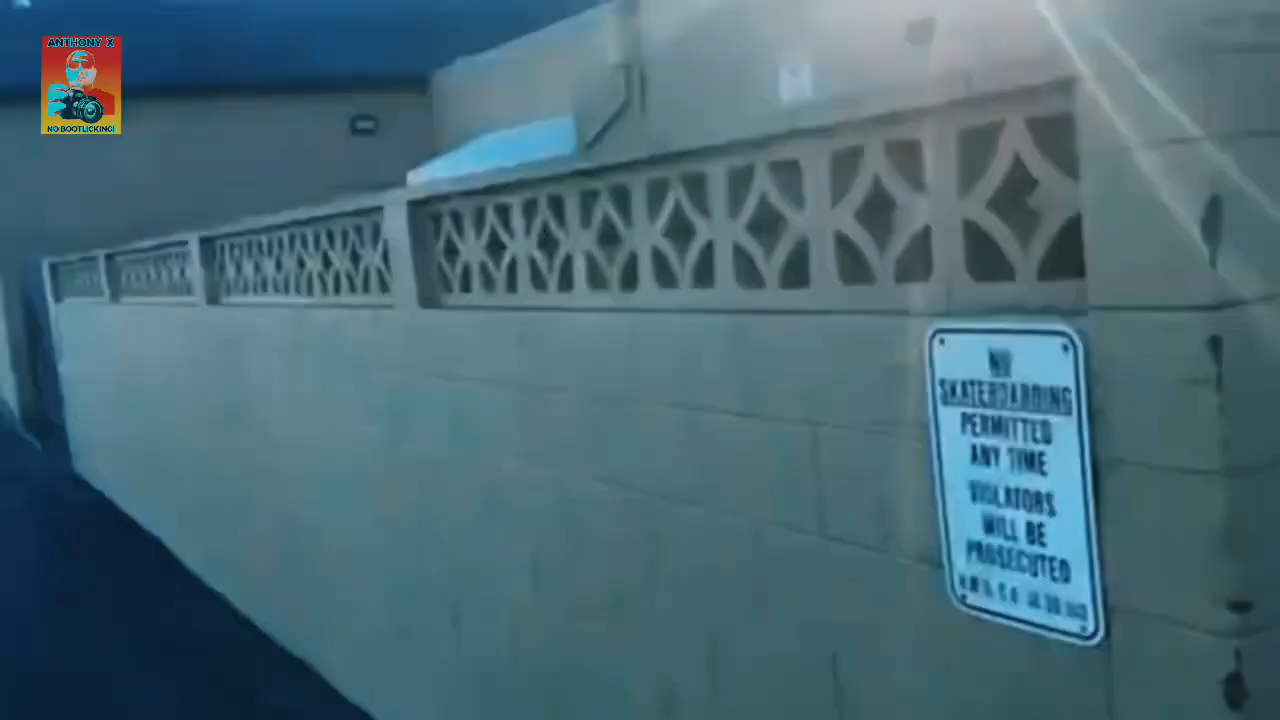 ANTHONY X
NO BOOTLICKING!
NO
SKATEBOARDING
PERMITTED
ANY TIME
VIOLATORS
WILL BE
PROSECUTED